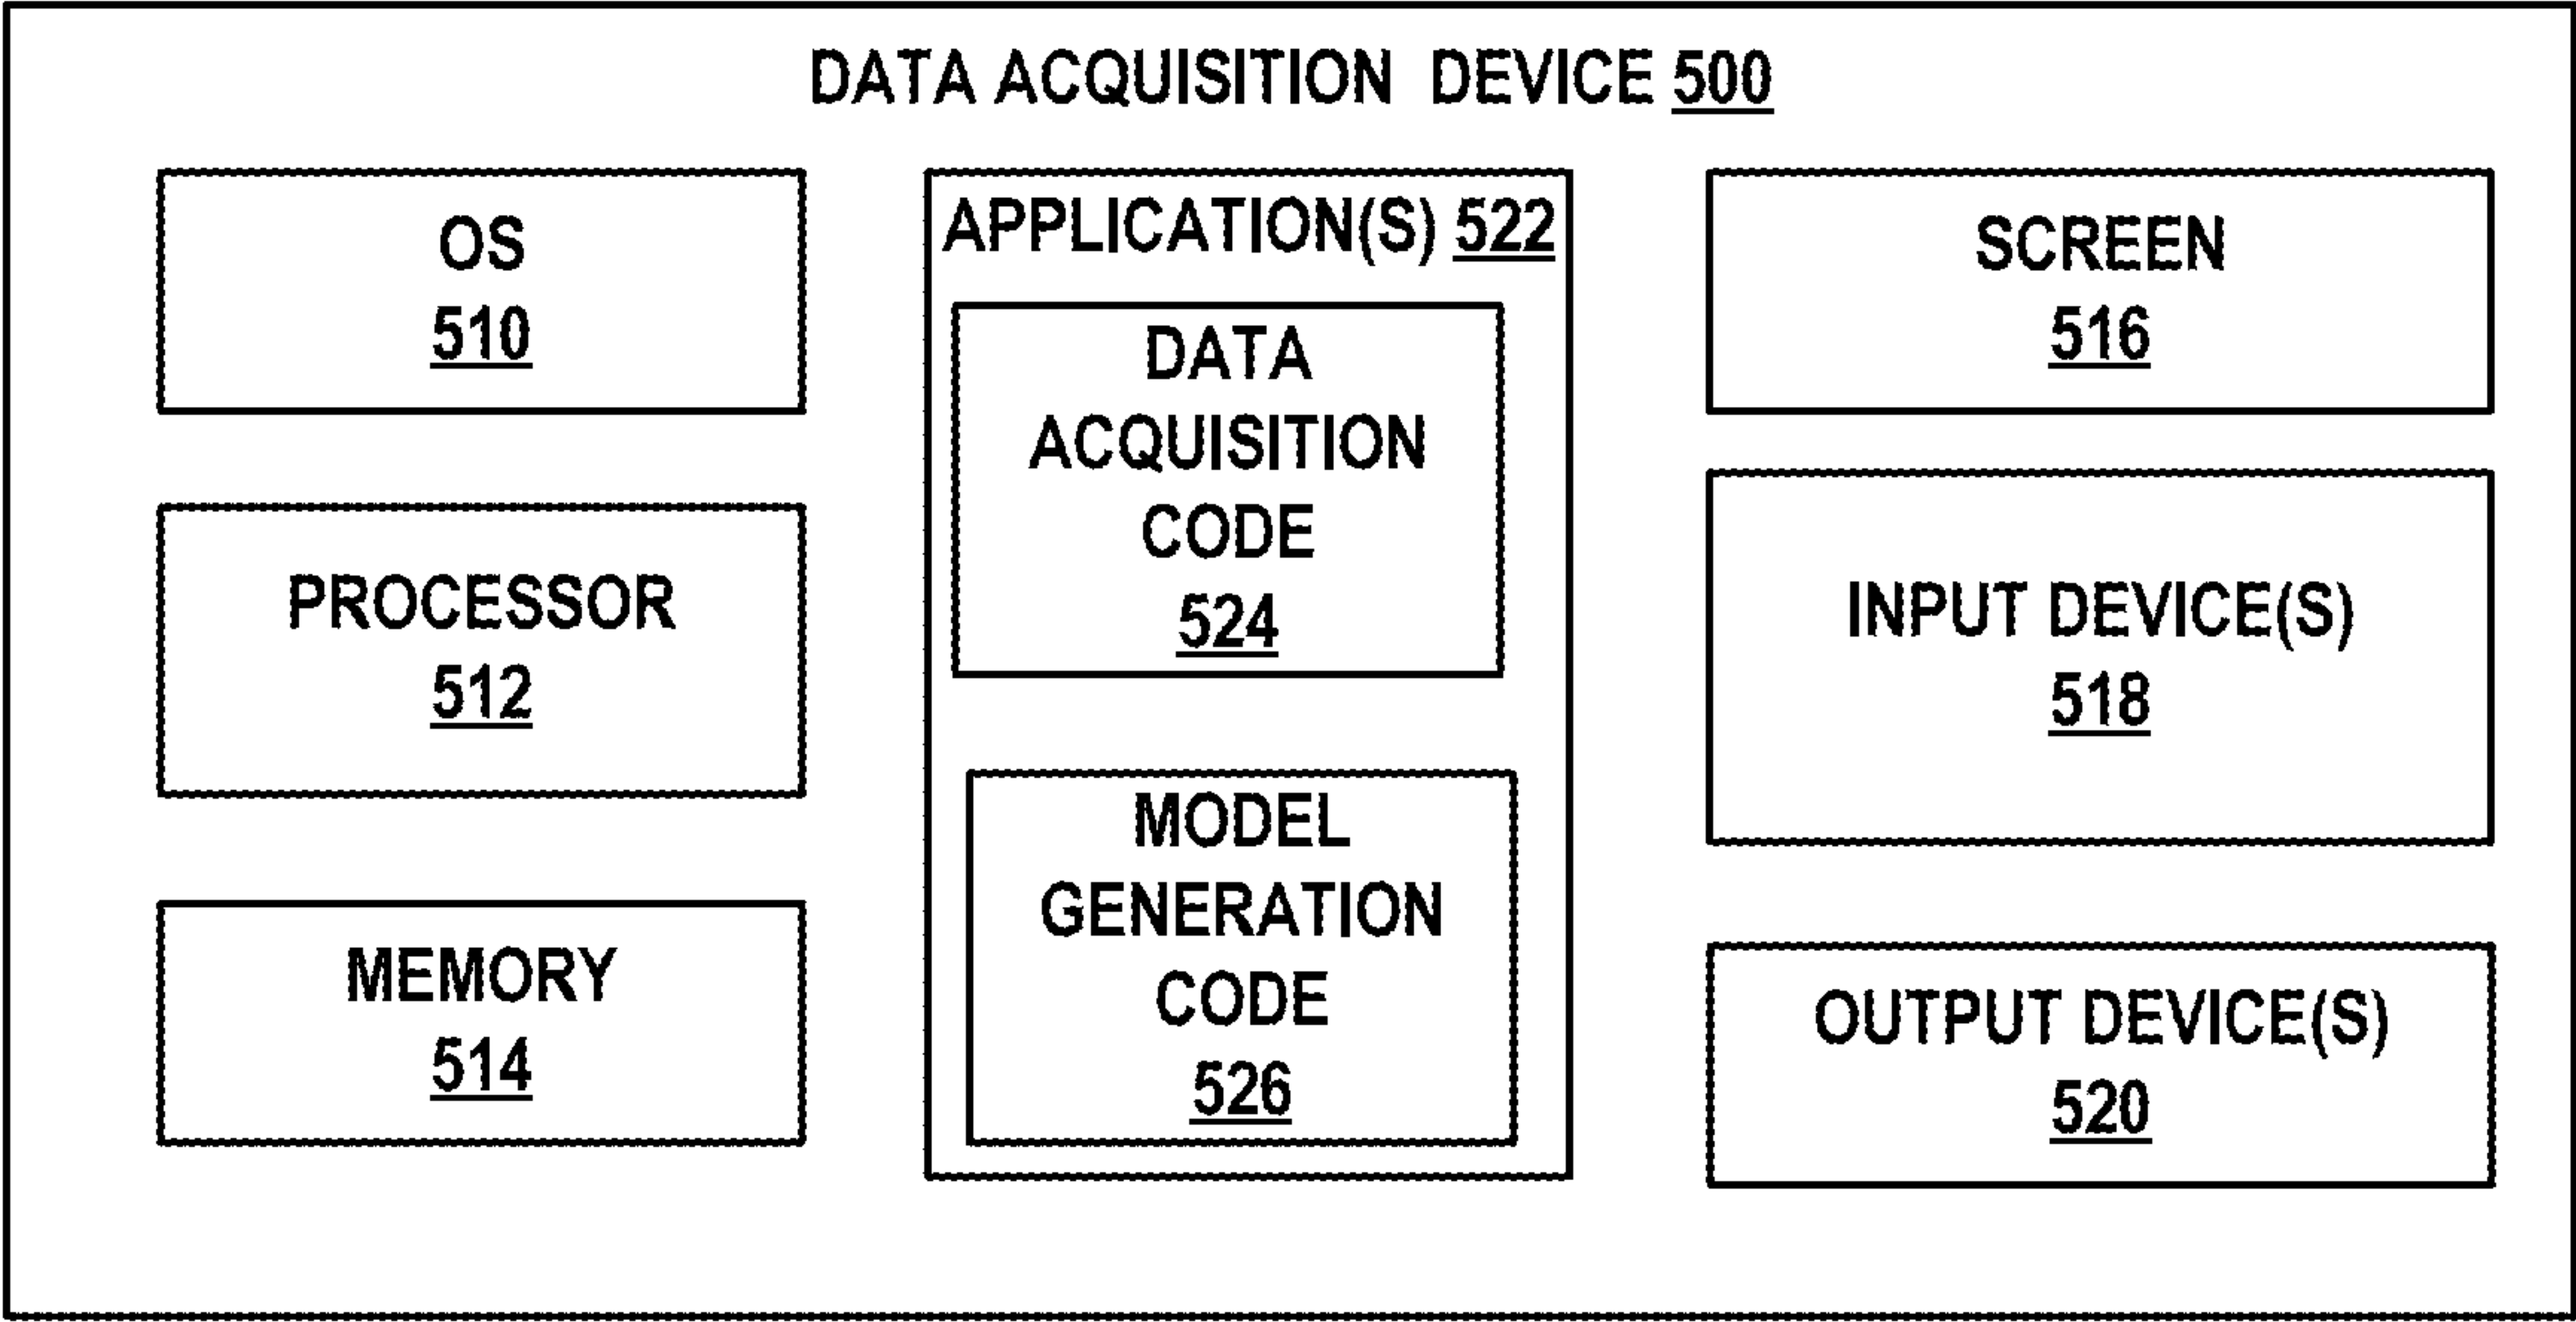 DATA ACQUISITION DEVICE 500
OS
510
PROCESSOR
512
MEMORY
514
APPLICATION(S) 522
DATA
ACQUISITION
CODE
524
MODEL
GENERATION
CODE
526
SCREEN
516
INPUT DEVICE(S)
518
OUTPUT DEVICE(S)
520